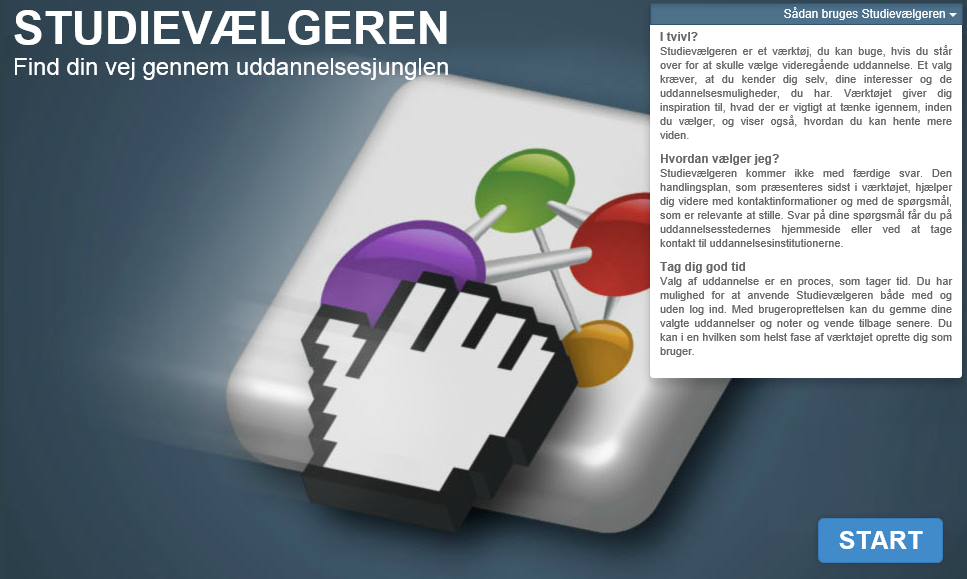 STUDIEVÆLGEREN
Find din vej gennem uddannelsesjunglen
Sådan bruges Studievælgeren
I tvivl?
Studievælgeren er et værktøj, du kan buge, hvis du står
over for at skulle vælge videregående uddannelse. Et valg
kræver, at du kender dig selv, dine interesser og de
uddannelsesmuligheder, du har. Værktøjet giver dig
inspiration til, hvad der er vigtigt at tænke igennem, inden
du vælger, og viser også, hvordan du kan hente mere
viden.
Hvordan vælger jeg?
Studievælgeren kommer ikke med færdige svar. Den
handlingsplan, som præsenteres sidst i værktøjet, hjælper
dig videre med kontaktinformationer og med de spørgsmål,
som er relevante at stille. Svar på dine spørgsmål får du på
uddannelsesstedernes hjemmeside eller ved at tage
kontakt til uddannelsesinstitutionerne.
Tag dig god tid
Valg af uddannelse er en proces, som tager tid. Du har
mulighed for at anvende Studievælgeren både med og
uden log ind. Med brugeroprettelsen kan du gemme dine
valgte uddannelser og noter og vende tilbage senere. Du
kan i en hvilken som helst fase af værktøjet oprette dig som
bruger.
START